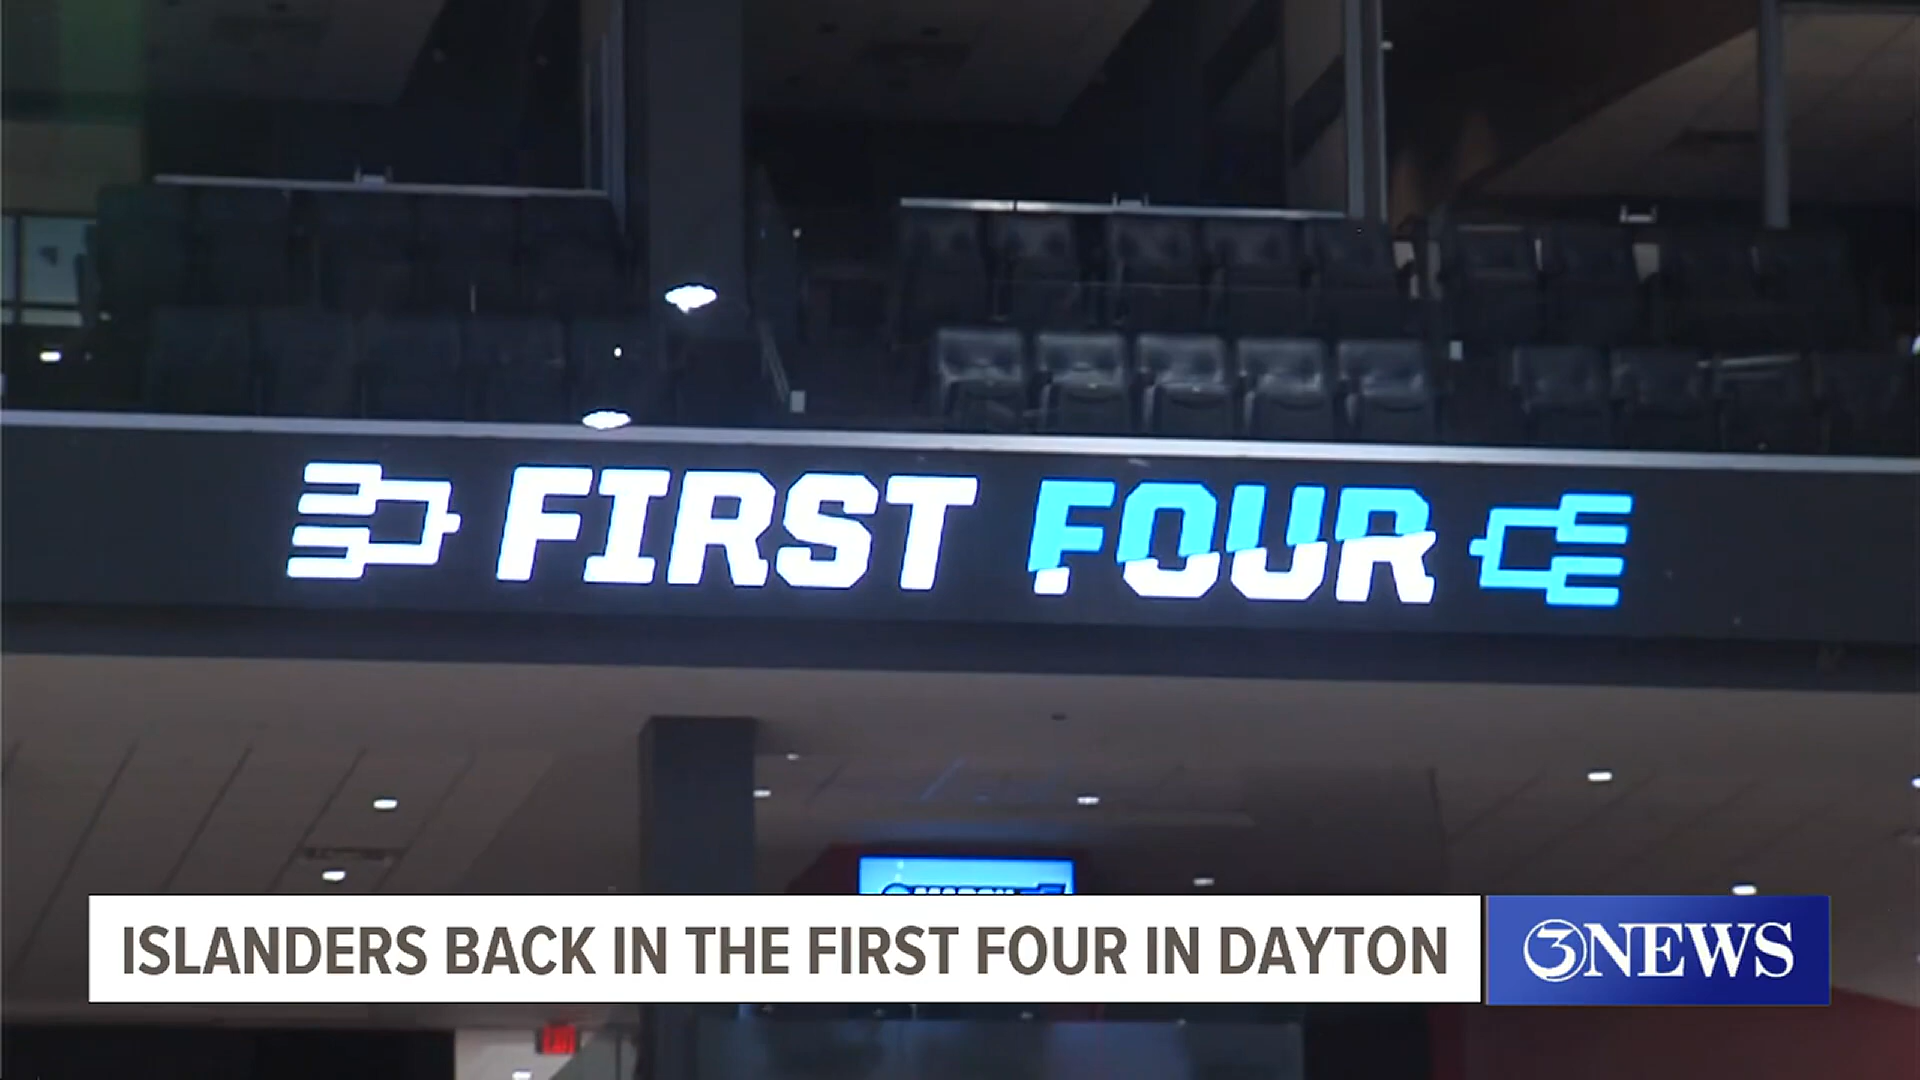 FIRST FOUR
ISLANDERS BACK IN THE FIRST FOUR IN DAYTON
3NEWS